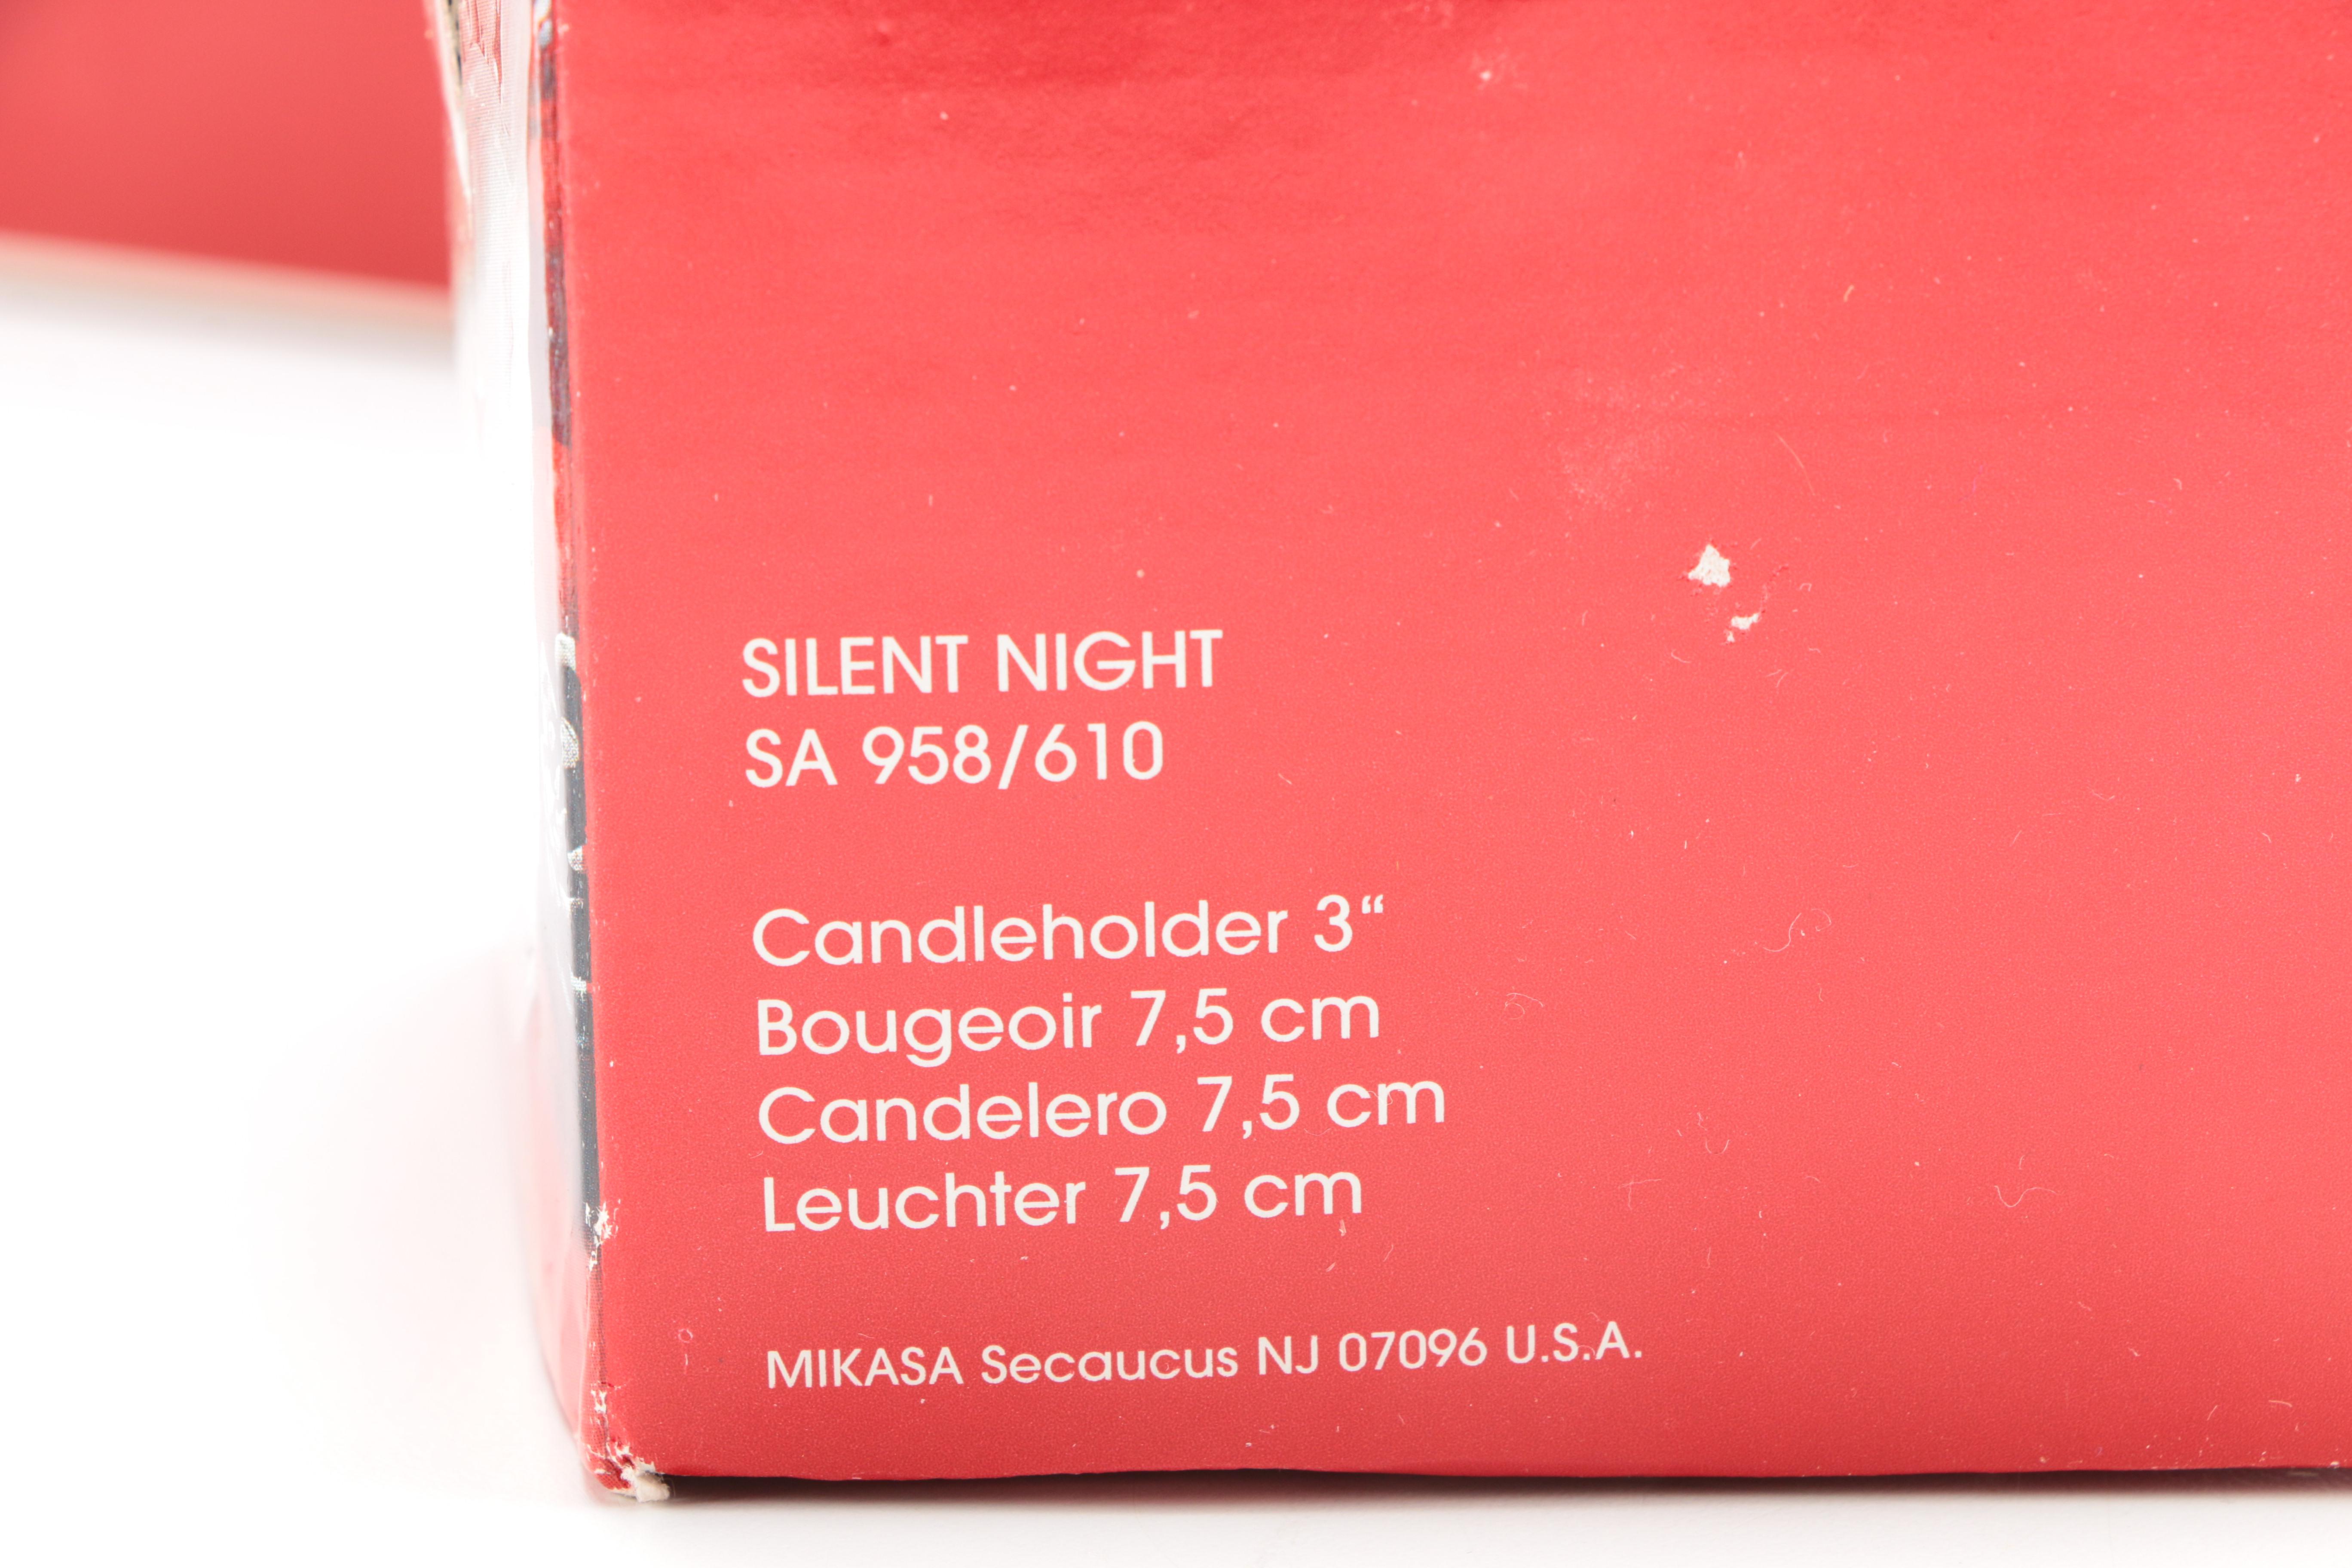 SILENT NIGHT
SA 958/610
Candleholder 3“
Bougeoir 7,5 cm
Candelero 7,5 cm
Leuchter 7,5 cm
MIKASA Secaucus NJ 07096 U.S.A.